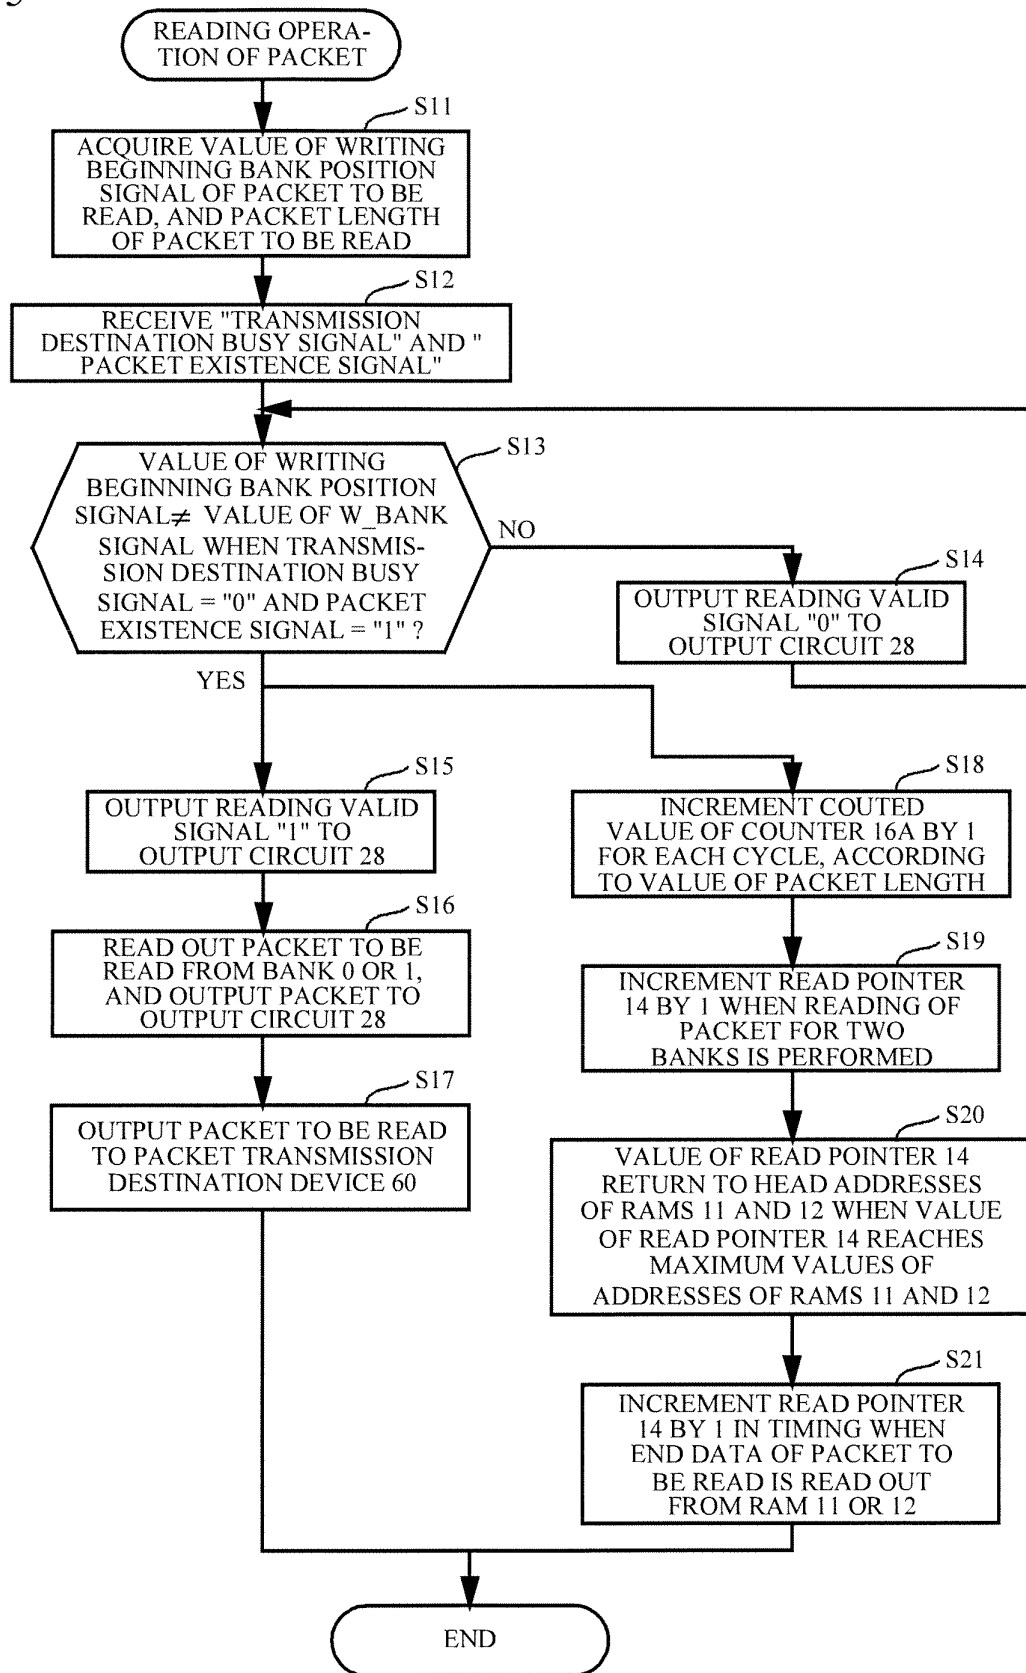 READING OPERA-
TION OF PACKET
S11
ACQUIRE VALUE OF WRITING
BEGINNING BANK POSITION
SIGNAL OF PACKET TO BE
READ, AND PACKET LENGTH
OF PACKET TO BE READ
S12
RECEIVE "TRANSMISSION
DESTINATION BUSY SIGNAL" AND "
PACKET EXISTENCE SIGNAL"
S13
VALUE OF WRITING
BEGINNING BANK POSITION
SIGNAL≠ VALUE OF W_BANK
SIGNAL WHEN TRANSMIS-
SION DESTINATION BUSY
SIGNAL = "0" AND PACKET
EXISTENCE SIGNAL = "1" ?
NO
S14
OUTPUT READING VALID
SIGNAL "0" TO
OUTPUT CIRCUIT 28
YES
S15
OUTPUT READING VALID
SIGNAL "1" TO
OUTPUT CIRCUIT 28
S16
READ OUT PACKET TO BE
READ FROM BANK 0 OR 1,
AND OUTPUT PACKET TO
OUTPUT CIRCUIT 28
S17
OUTPUT PACKET TO BE READ
TO PACKET TRANSMISSION
DESTINATION DEVICE 60
S18
INCREMENT COUTED
VALUE OF COUNTER 16A BY 1
FOR EACH CYCLE, ACCORDING
TO VALUE OF PACKET LENGTH
S19
INCREMENT READ POINTER
14 BY 1 WHEN READING OF
PACKET FOR TWO
BANKS IS PERFORMED
S20
VALUE OF READ POINTER 14
RETURN TO HEAD ADDRESSES
OF RAMS 11 AND 12 WHEN VALUE
OF READ POINTER 14 REACHES
MAXIMUM VALUES OF
ADDRESSES OF RAMS 11 AND 12
S21
INCREMENT READ POINTER
14 BY 1 IN TIMING WHEN
END DATA OF PACKET TO
BE READ IS READ OUT
FROM RAM 11 OR 12
END